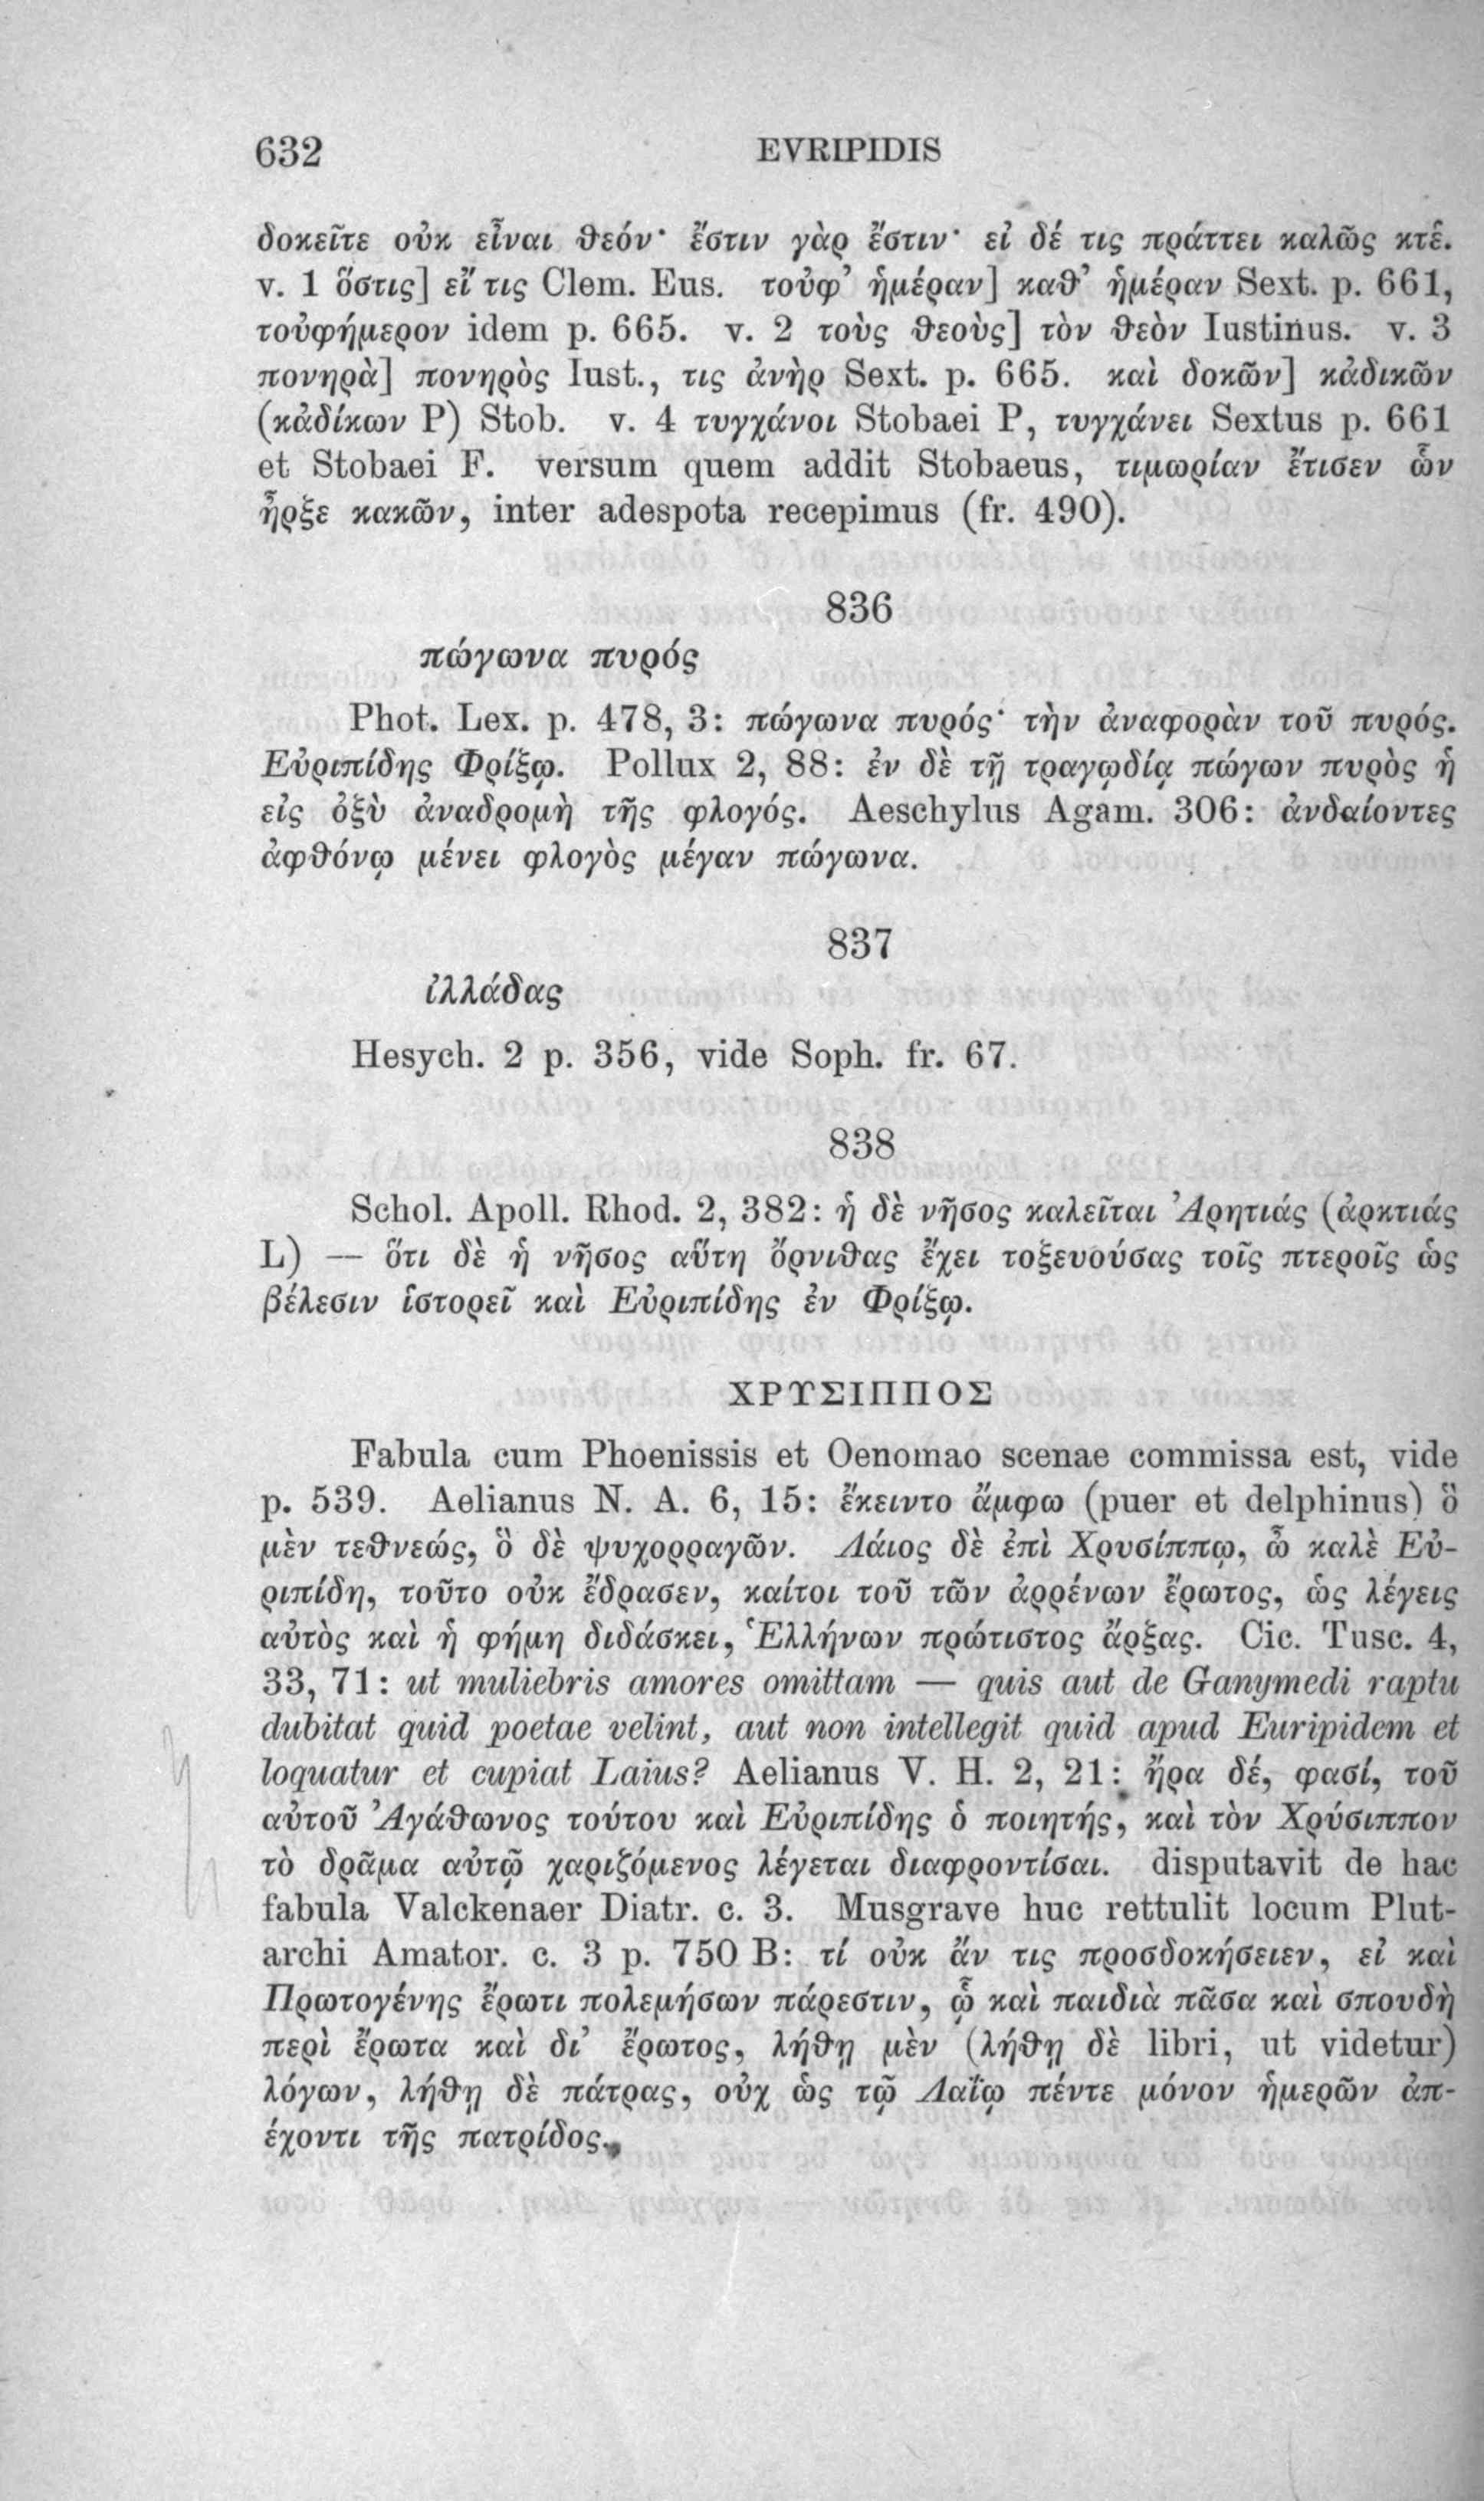 632 EVRIPIDIS
δοκεῖτε οὐκ εἶναι θεόν· ἔστιν γὰρ ἔστιν· εἰ δέ τις πράττει καλῶς κτἑ.
v. 1 ὅστις] εἴ τις Clem. Eus. τοὐφ’ ἡμέραν] καθ’ ἡμέραν Sext. p. 661,
τοὐφήμερον idem p. 665. v. 2 τοὺς θεοὺς] τὸν θεὸν Iustinus. v. 3
πονηρὰ] πονηρὸς Iust., τις ἀνὴρ Sext. p. 665. καὶ δοκῶν] κἀδικῶν
(κἀδίκων P) Stob. v. 4 τυγχάνοι Stobaei P, τυγχάνει Sextus p. 661
et Stobaei F. versum quem addit Stobaeus, τιμωρίαν ἔτισεν ὧν
ἦρξε κακῶν, inter adespota recepimus (fr. 490).
836
πώγωνα πυρός
Phot. Lex. p. 478, 3: πώγωνα πυρός· τὴν ἀναφορὰν τοῦ πυρός.
Εὐριπίδης Φρίξῳ. Pollux 2, 88: ἐν δὲ τῇ τραγῳδίᾳ πώγων πυρὸς ἡ
εἰς ὀξὺ ἀναδρομὴ τῆς φλογός. Aeschylus Agam. 306: ἀνδαίοντες
ἀφθόνῳ μένει φλογὸς μέγαν πώγωνα.
837
ἰλλάδας
Hesych. 2 p. 356, vide Soph. fr. 67.
838
Schol. Apoll. Rhod. 2, 382: ἡ δὲ νῆσος καλεῖται Ἀρητιάς (ἀρκτιάς
L) — ὅτι δὲ ἡ νῆσος αὕτη ὄρνιθας ἔχει τοξευούσας τοῖς πτεροῖς ὡς
βέλεσιν ἱστορεῖ καὶ Εὐριπίδης ἐν Φρίξῳ.
ΧΡΥΣΙΠΠΟΣ
Fabula cum Phoenissis et Oenomao scenae commissa est, vide
p. 539. Aelianus N. A. 6, 15: ἔκειντο ἄμφω (puer et delphinus) ὃ
μὲν τεθνεώς, ὃ δὲ ψυχορραγῶν. Λάιος δὲ ἐπὶ Χρυσίππῳ, ὦ καλὲ Εὐ-
ριπίδη, τοῦτο οὐκ ἔδρασεν, καίτοι τοῦ τῶν ἀρρένων ἔρωτος, ὡς λέγεις
αὐτὸς καὶ ἡ φήμη διδάσκει, Ἑλλήνων πρώτιστος ἄρξας. Cic. Tusc. 4,
33, 71: ut muliebris amores omittam — quis aut de Ganymedi raptu
dubitat quid poetae velint, aut non intellegit quid apud Euripidem et
loquatur et cupiat Laius? Aelianus V. H. 2, 21: ἤρα δέ, φασί, τοῦ
αὐτοῦ Ἀγάθωνος τούτου καὶ Εὐριπίδης ὁ ποιητής, καὶ τὸν Χρύσιππον
τὸ δρᾶμα αὐτῷ χαριζόμενος λέγεται διαφροντίσαι. disputavit de hac
fabula Valckenaer Diatr. c. 3. Musgrave huc rettulit locum Plut-
archi Amator. c. 3 p. 750 B: τί οὐκ ἄν τις προσδοκήσειεν, εἰ καὶ
Πρωτογένης ἔρωτι πολεμήσων πάρεστιν, ᾧ καὶ παιδιὰ πᾶσα καὶ σπουδὴ
περὶ ἔρωτα καὶ δι’ ἔρωτος, λήθη μὲν (λήθη δὲ libri, ut videtur)
λόγων, λήθη δὲ πάτρας, οὐχ ὡς τῷ Λαΐῳ πέντε μόνον ἡμερῶν ἀπ-
έχοντι τῆς πατρίδος.